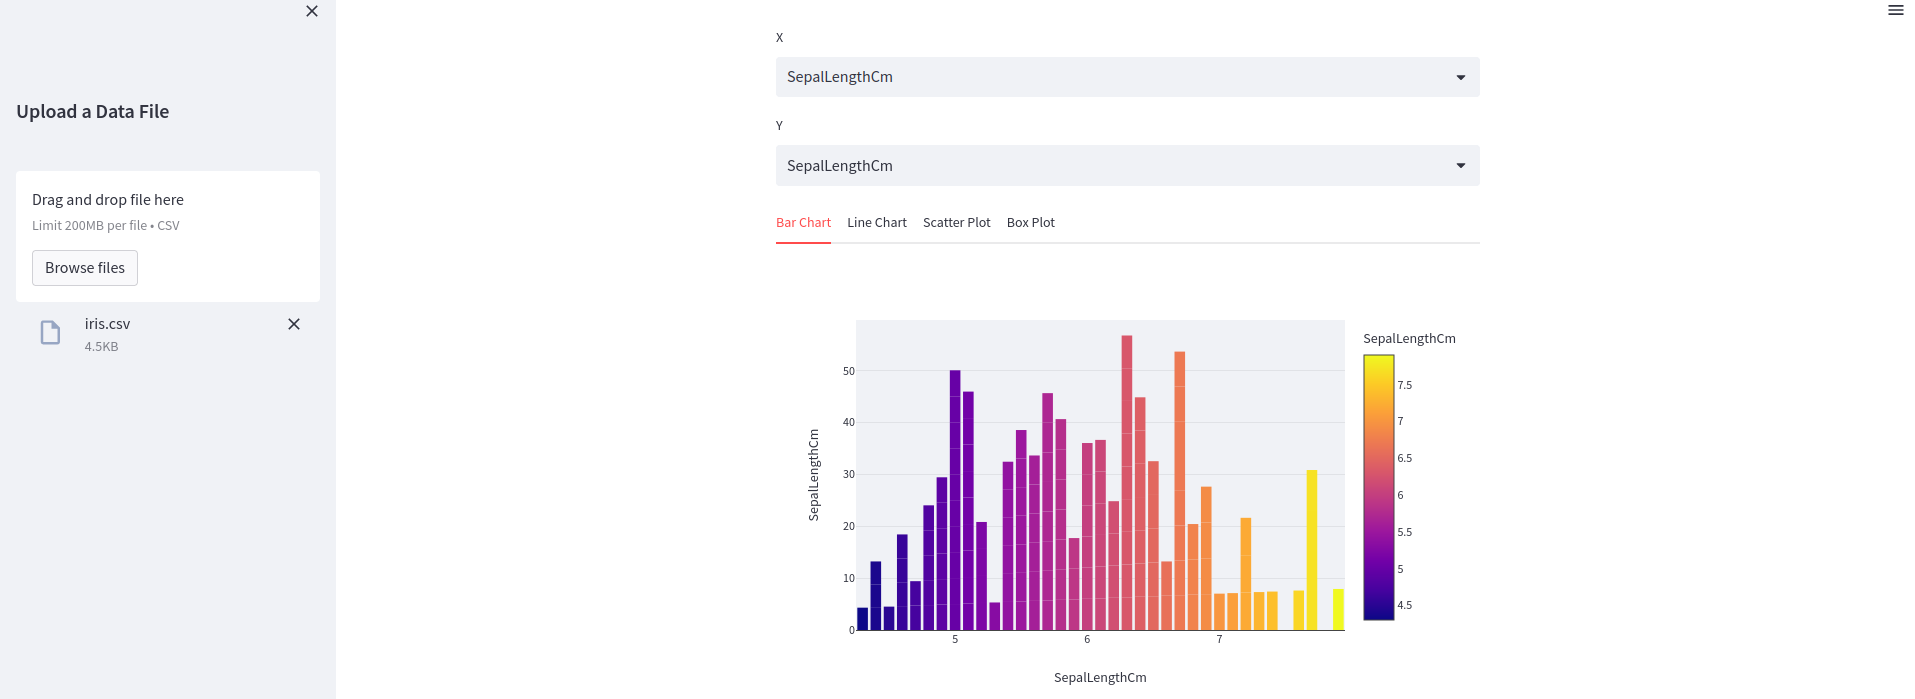 Upload a Data File
Drag and drop file here
Limit 200MB per file • CSV
Browse files
iris.csv
4.5KB
X
SepalLengthCm
Y
SepalLengthCm
Bar Chart Line Chart Scatter Plot Box Plot
SepalLengthCm
50
40
30
20
10
0
5 6 7
SepalLengthCm
SepalLengthCm
7.5
7
6.5
6
5.5
5
4.5